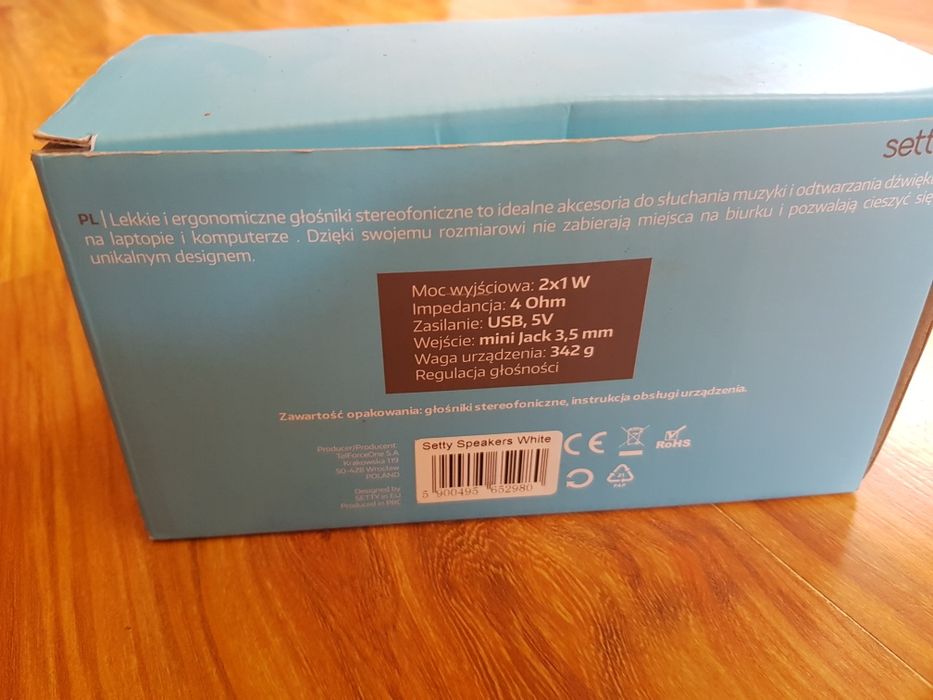 sett
PL | Lekkie i ergonomiczne głośniki stereofoniczne to idealne akcesoria do słuchania muzyki i odtwarzania dźwięk
na laptopie i komputerze . Dzięki swojemu rozmiarowi nie zabierają miejsca na biurku i pozwalają cieszyć się
unikalnym designem.
Moc wyjściowa: 2x1 W
Impedancja: 4 Ohm
Zasilanie: USB, 5V
Wejście: mini Jack 3,5 mm
Waga urządzenia: 342 g
Regulacja głośności
Zawartość opakowania: głośniki stereofoniczne, instrukcja obsługi urządzenia.
Producer/Producent:
TelForceOne S.A
Krakowska 119
50-428 Wrocław
POLAND
Designed by
SETTY in EU
Produced in PRC
Setty Speakers White
5 900495 652980
CE
RoHS
21
PAP